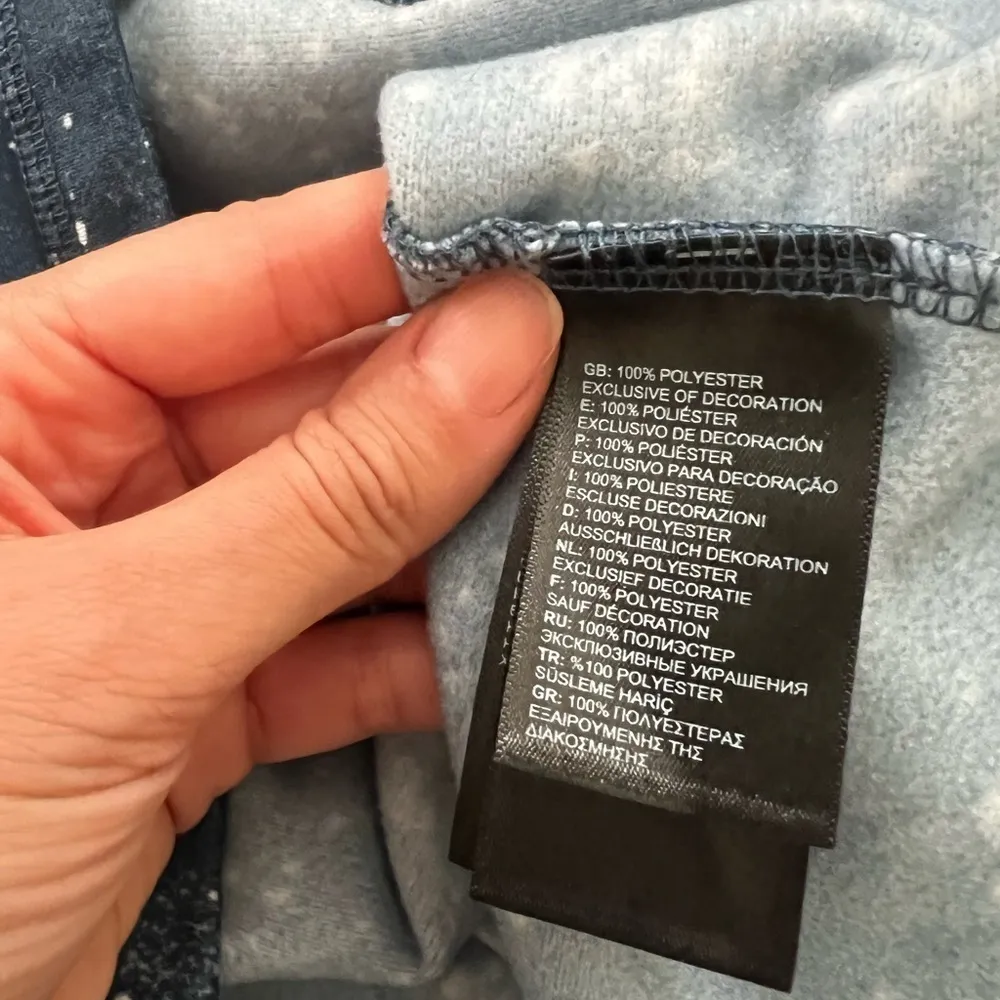 GB: 100% POLYESTER
EXCLUSIVE OF DECORATION
E: 100% POLIÉSTER
EXCLUSIVO DE DECORACIÓN
P: 100% POLIÉSTER
EXCLUSIVO PARA DECORAÇÃO
I: 100% POLIESTERE
ESCLUSE DECORAZIONI
D: 100% POLYESTER
AUSSCHLIEßLICH DEKORATION
NL: 100% POLYESTER
EXCLUSIEF DECORATIE
F: 100% POLYESTER
SAUF DÉCORATION
RU: 100% ПОЛИЭСТЕР
ЭКСКЛЮЗИВНЫЕ УКРАШЕНИЯ
TR: %100 POLYESTER
SÜSLEME HARİÇ
GR: 100% ΠΟΛΥΕΣΤΕΡΑΣ
ΕΞΑΙΡΟΥΜΕΝΗΣ ΤΗΣ
ΔΙΑΚΟΣΜΗΣΗΣ